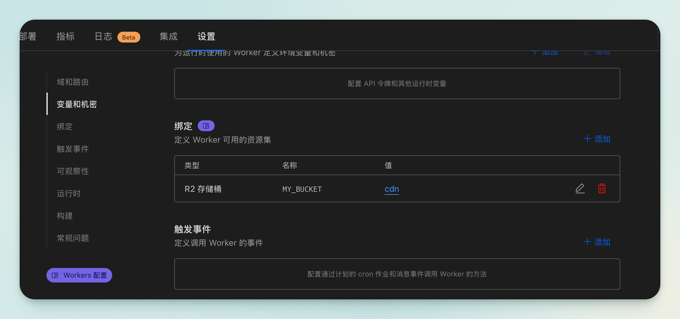 部署 指标 日志 Beta 集成 设置
为运行时使用的 Worker 定义环境变量和机密
域和路由
变量和机密
绑定
触发事件
可观察性
运行时
构建
常规问题
Workers 配置
配置 API 令牌和其他运行时变量
绑定
定义 Worker 可用的资源集
添加
类型 名称 值
R2 存储桶 MY_BUCKET cdn
触发事件
定义调用 Worker 的事件
添加
配置通过计划的 cron 作业和消息事件调用 Worker 的方法